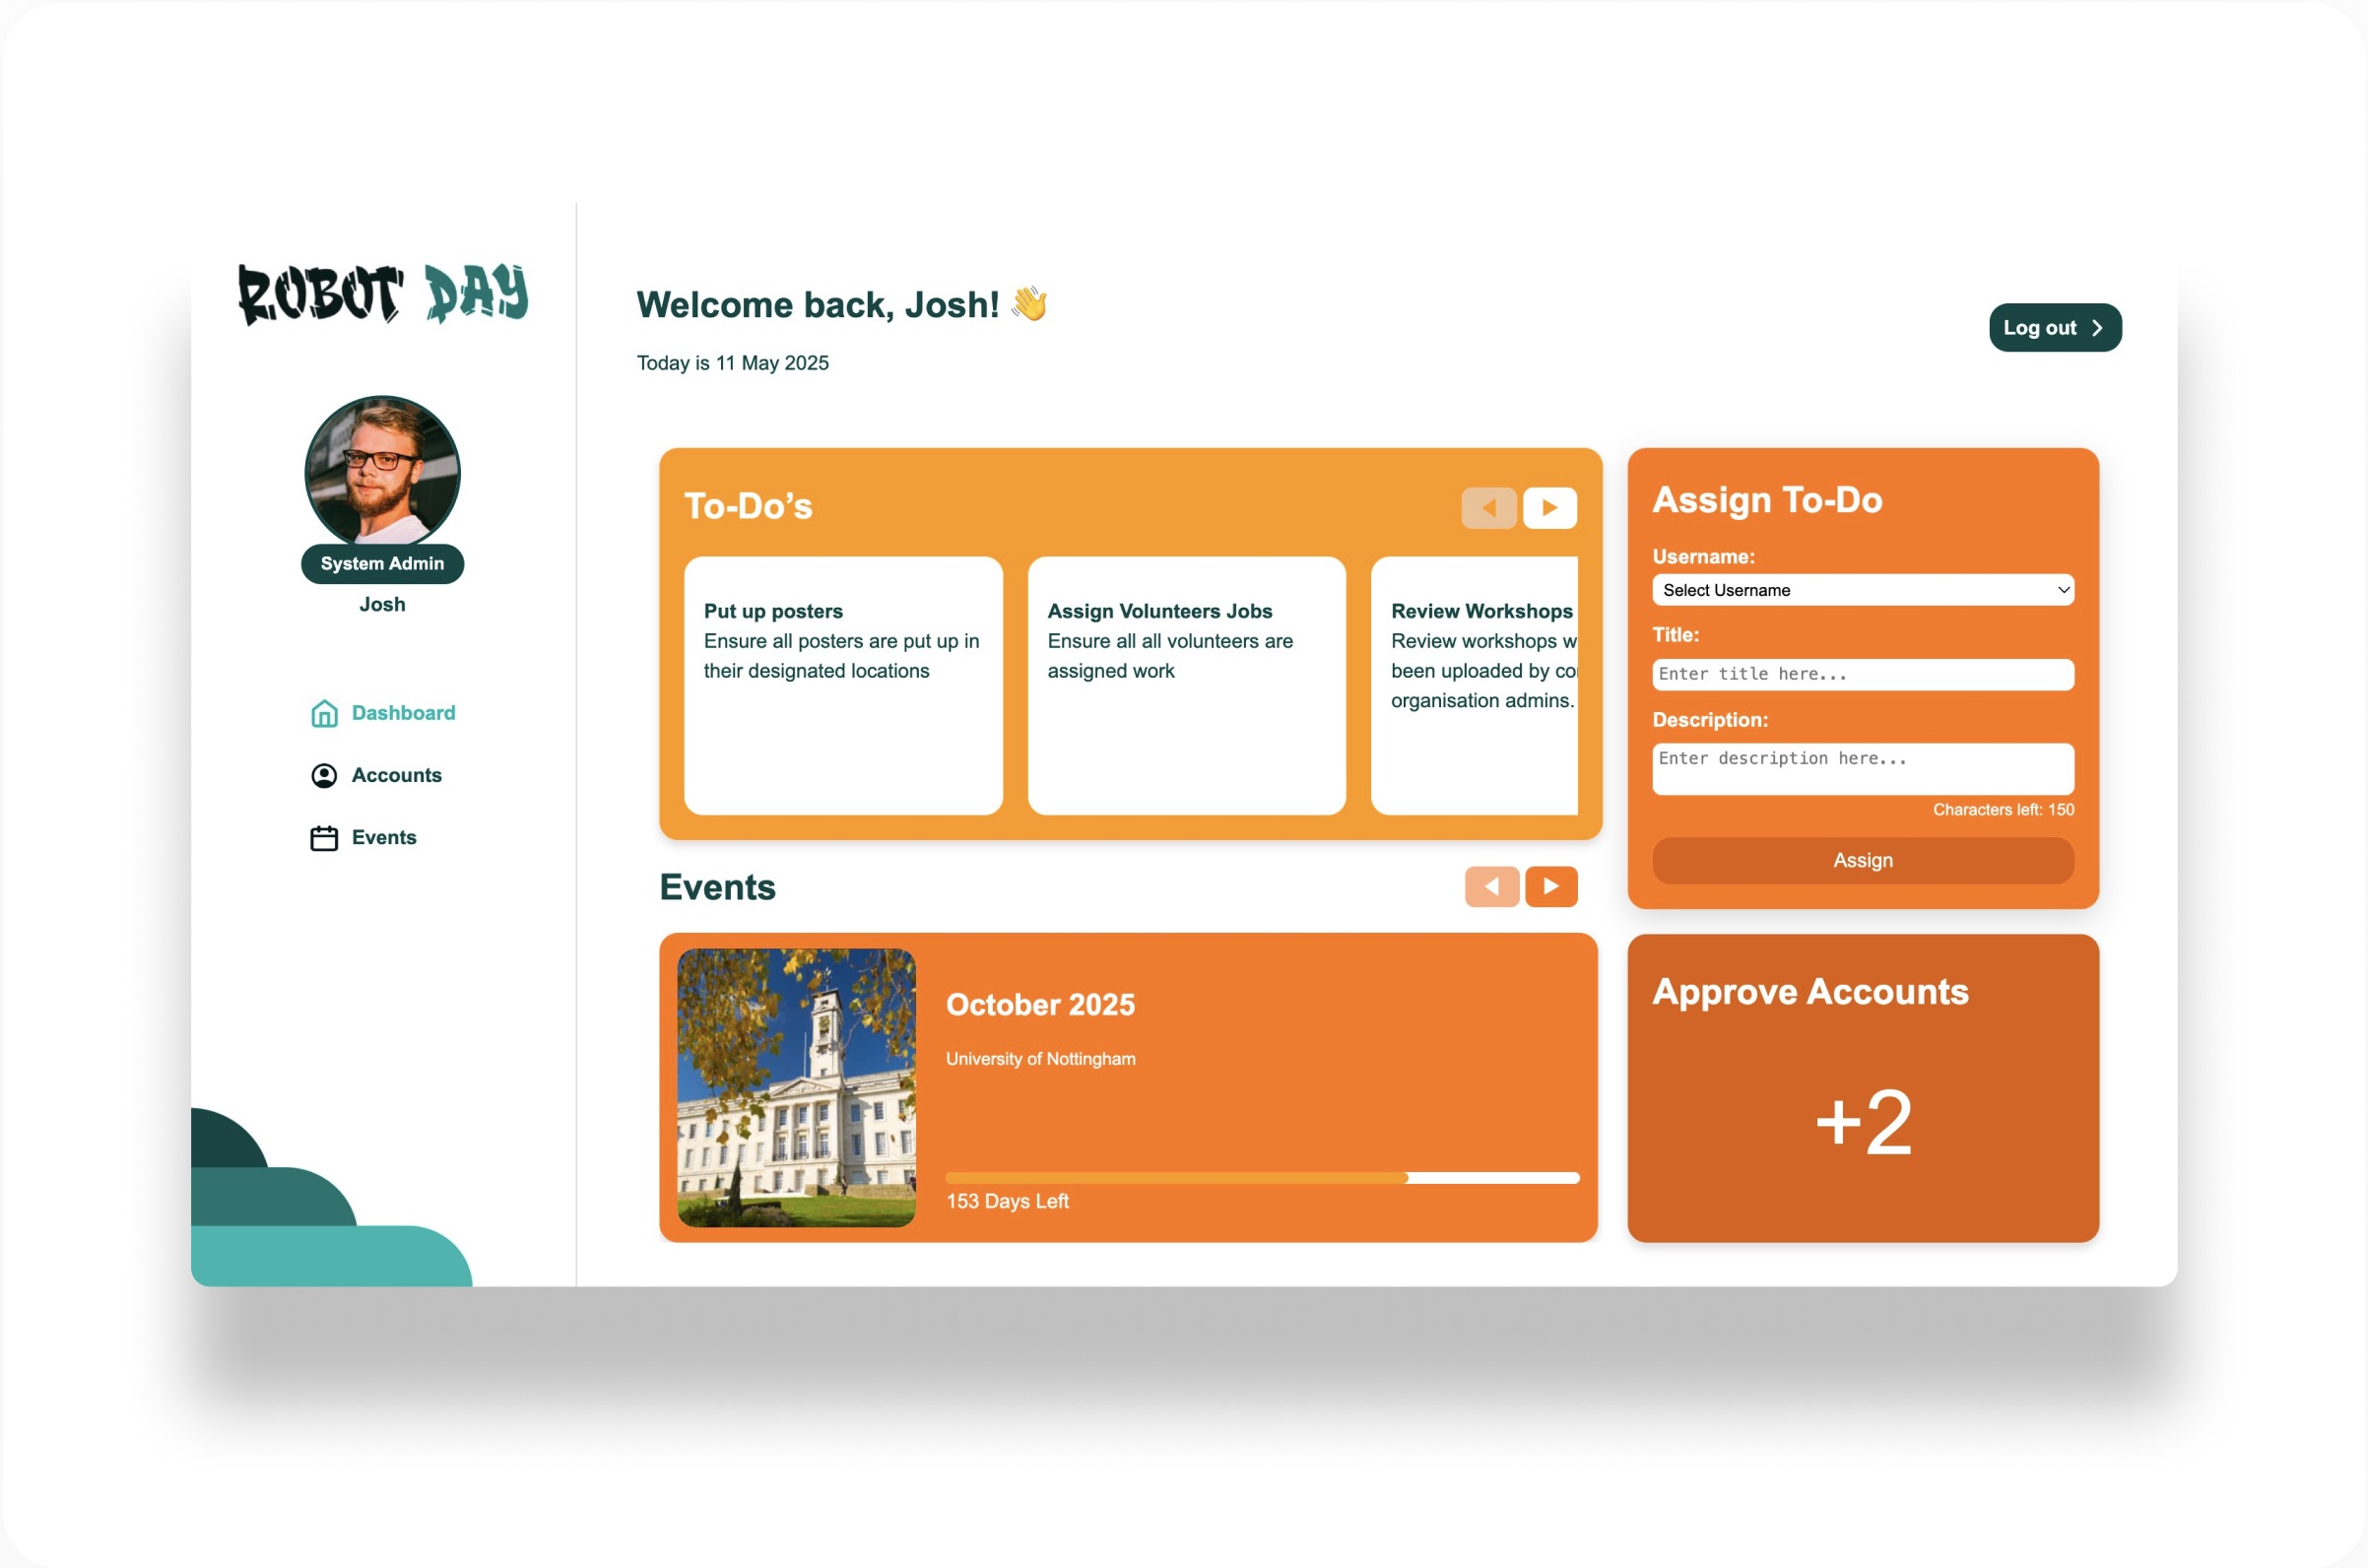 ROBOT DAY
System Admin
Josh
Dashboard
Accounts
Events
Welcome back, Josh! 👋
Today is 11 May 2025
Log out
To-Do’s
Put up posters
Ensure all posters are put up in
their designated locations
Assign Volunteers Jobs
Ensure all all volunteers are
assigned work
Review Workshops
Review workshops w
been uploaded by co
organisation admins.
Assign To-Do
Username:
Select Username
Title:
Enter title here...
Description:
Enter description here...
Characters left: 150
Assign
Events
October 2025
University of Nottingham
153 Days Left
Approve Accounts
+2